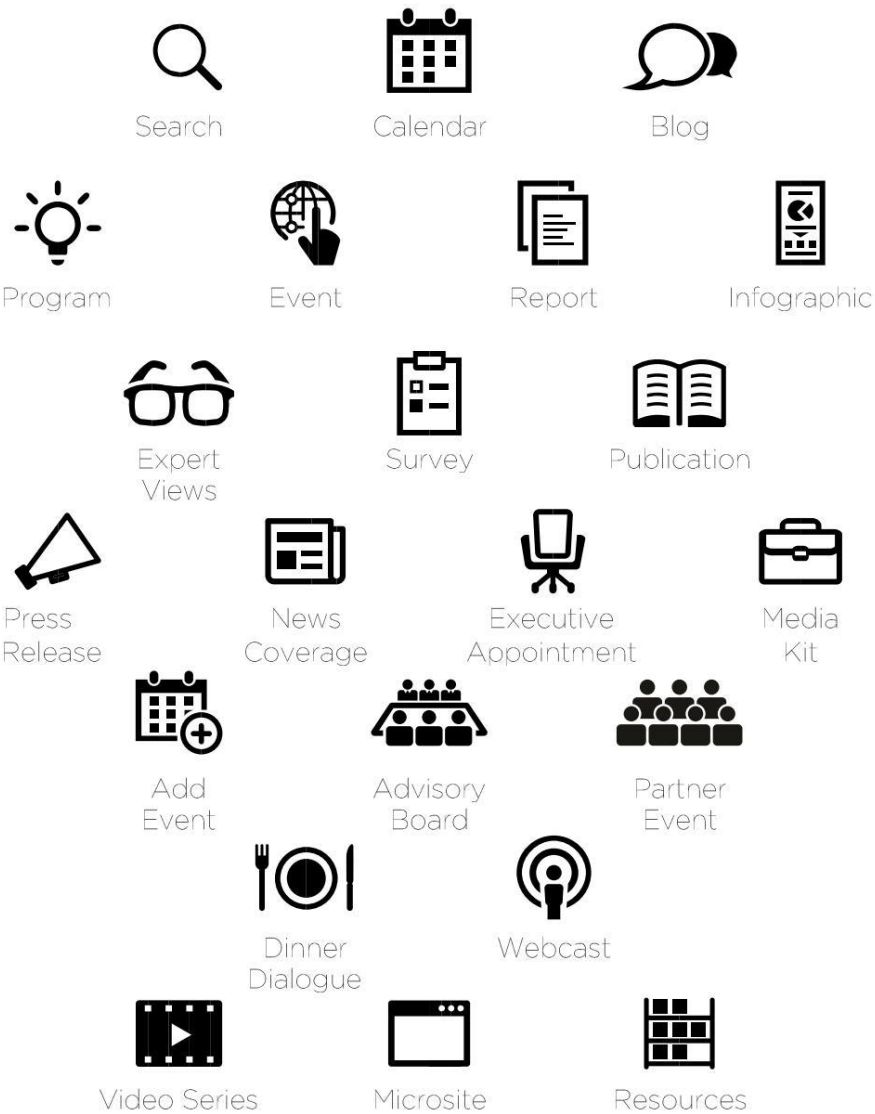 Search Calendar Blog
Program Event Report Infographic
Expert Survey Publication
Views
Press News Executive Media
Release Coverage Appointment Kit
Add Advisory Partner
Event Board Event
Dinner Webcast
Dialogue
Video Series Microsite Resources